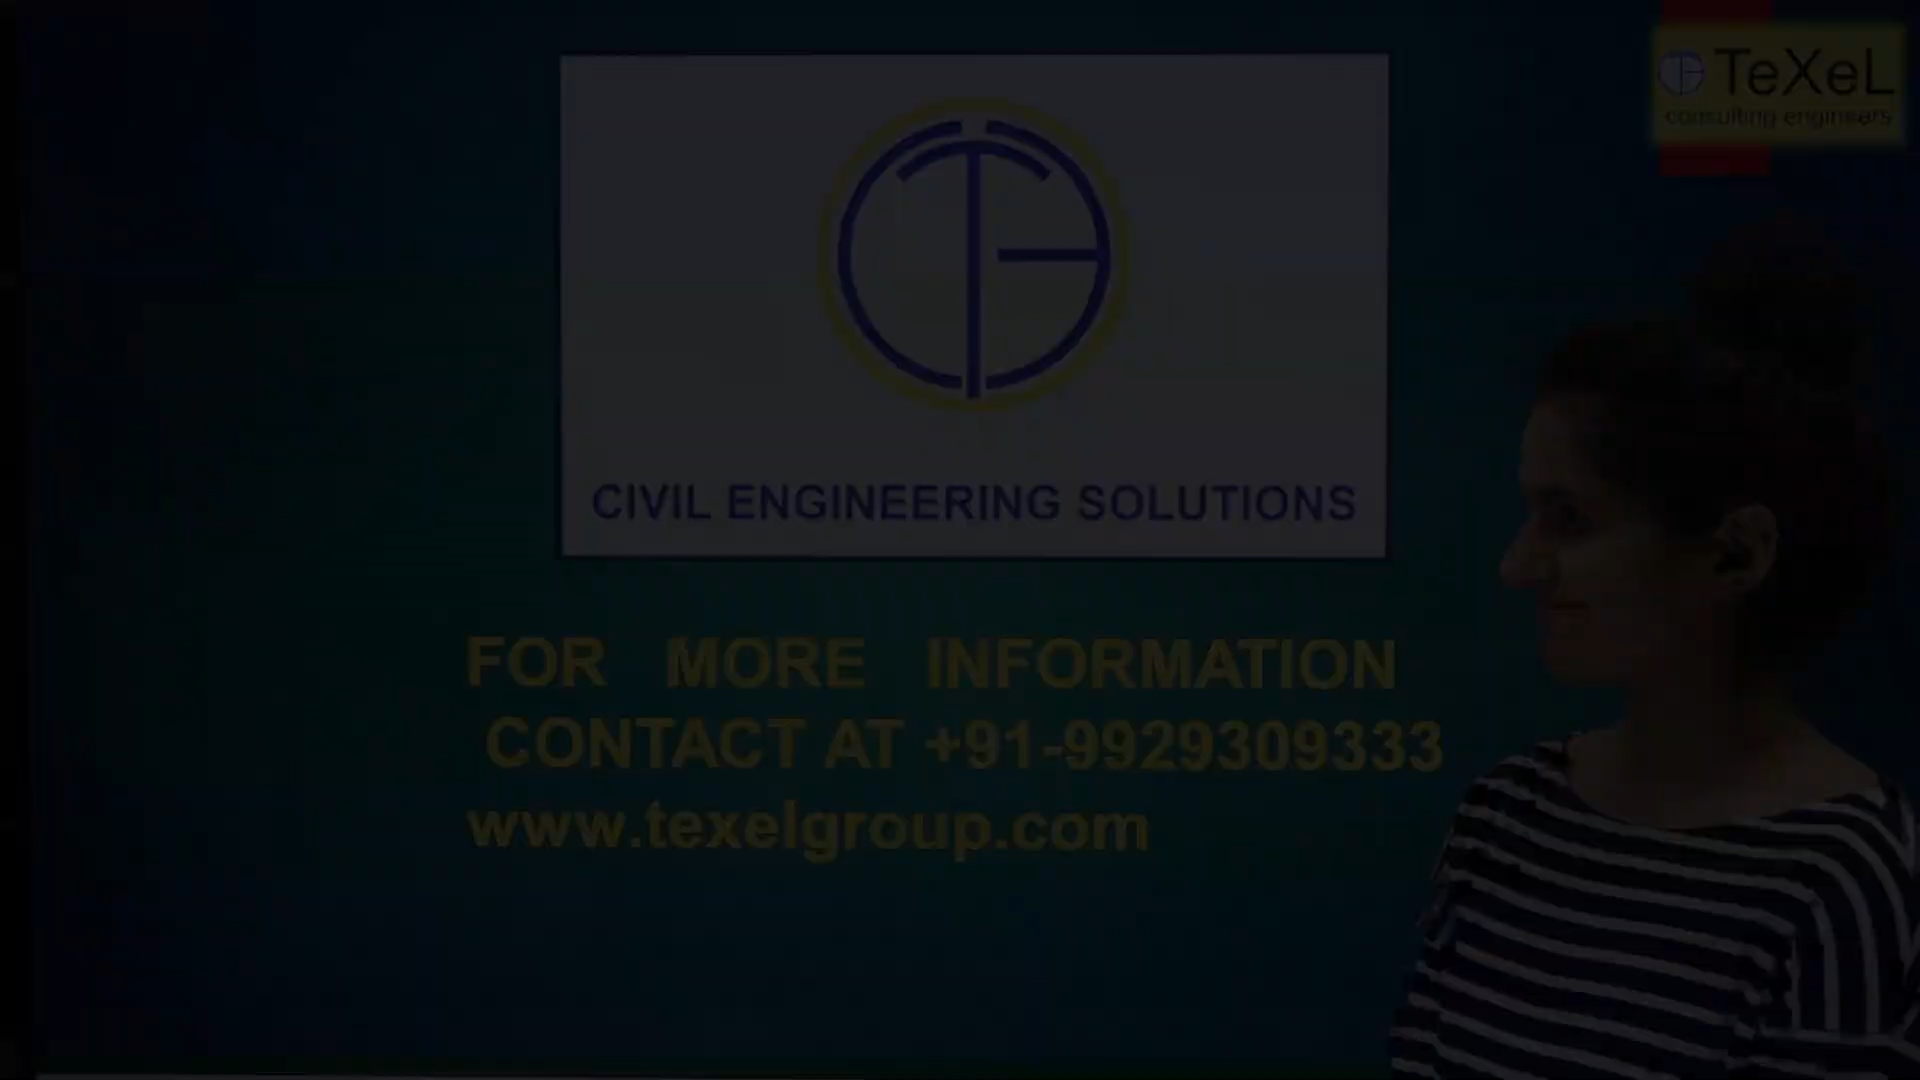 TeXeL
consulting engineers
CIVIL ENGINEERING SOLUTIONS
FOR MORE INFORMATION
CONTACT AT +91-9929309333
www.texelgroup.com